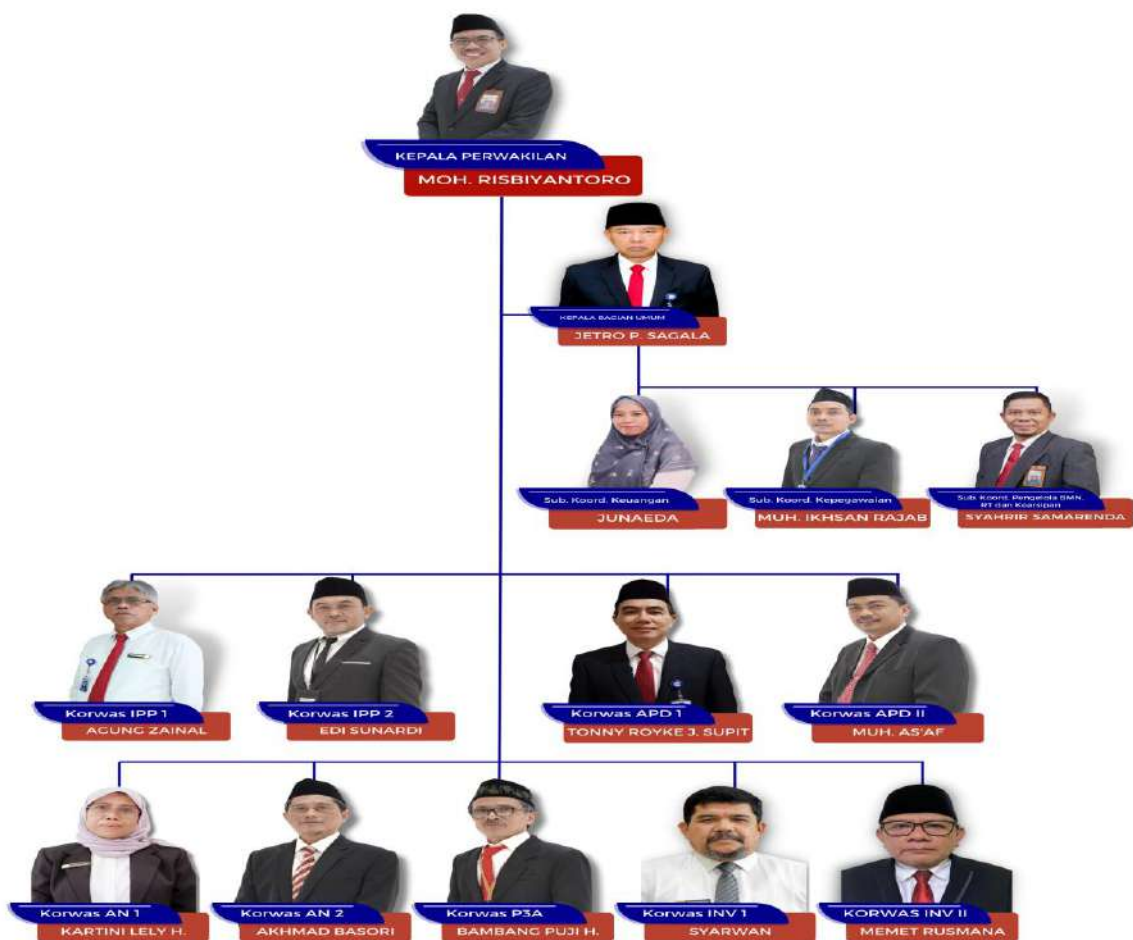 KEPALA PERWAKILAN
MOH. RISBIYANTORO
KEPALA BAGIAN UMUM
JETRO P. SAGALA
Sub. Koord. Keuangan
JUNAEDA
Sub. Koord. Kepegawaian
MUH. IKHSAN RAJAB
Sub. Koord. Pengelola BMN,
RT dan Kearsipan
SYAHRIR SAMARENDA
Korwas IPP 1
AGUNG ZAINAL
Korwas IPP 2
EDI SUNARDI
Korwas APD 1
TONNY ROYKE J. SUPIT
Korwas APD II
MUH. AS'AF
Korwas AN 1
KARTINI LELY H.
Korwas AN 2
AKHMAD BASORI
Korwas P3A
BAMBANG PUJI H.
Korwas INV 1
SYARWAN
KORWAS INV II
MEMET RUSMANA